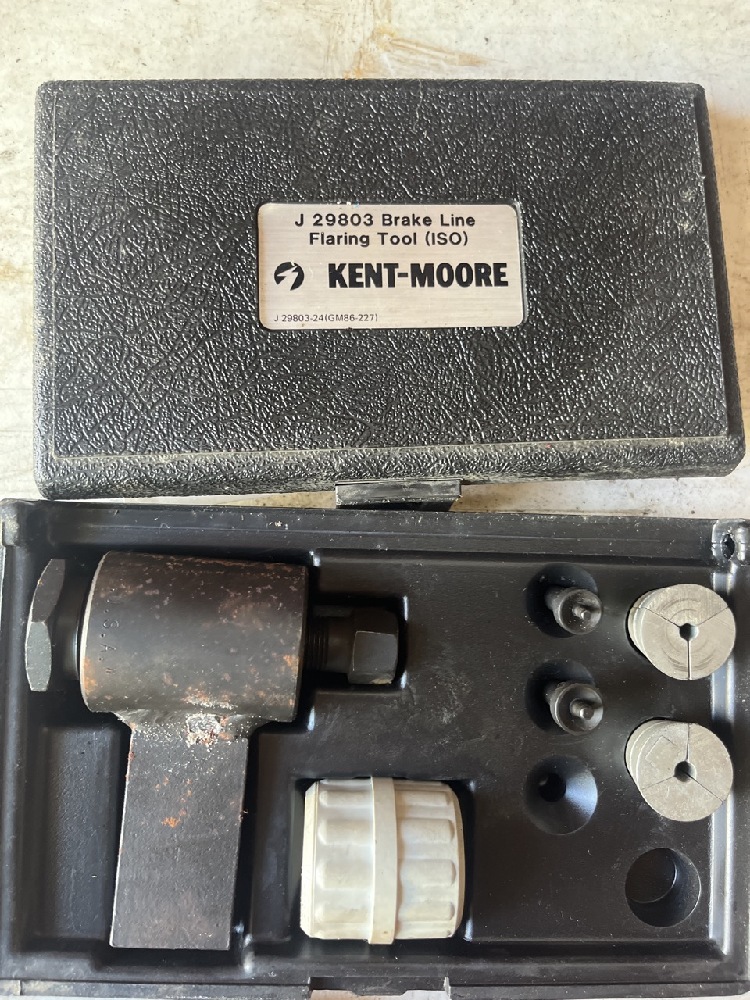 J 29803 Brake Line
Flaring Tool (ISO)
KENT-MOORE
J 29803-24(GM86-227)